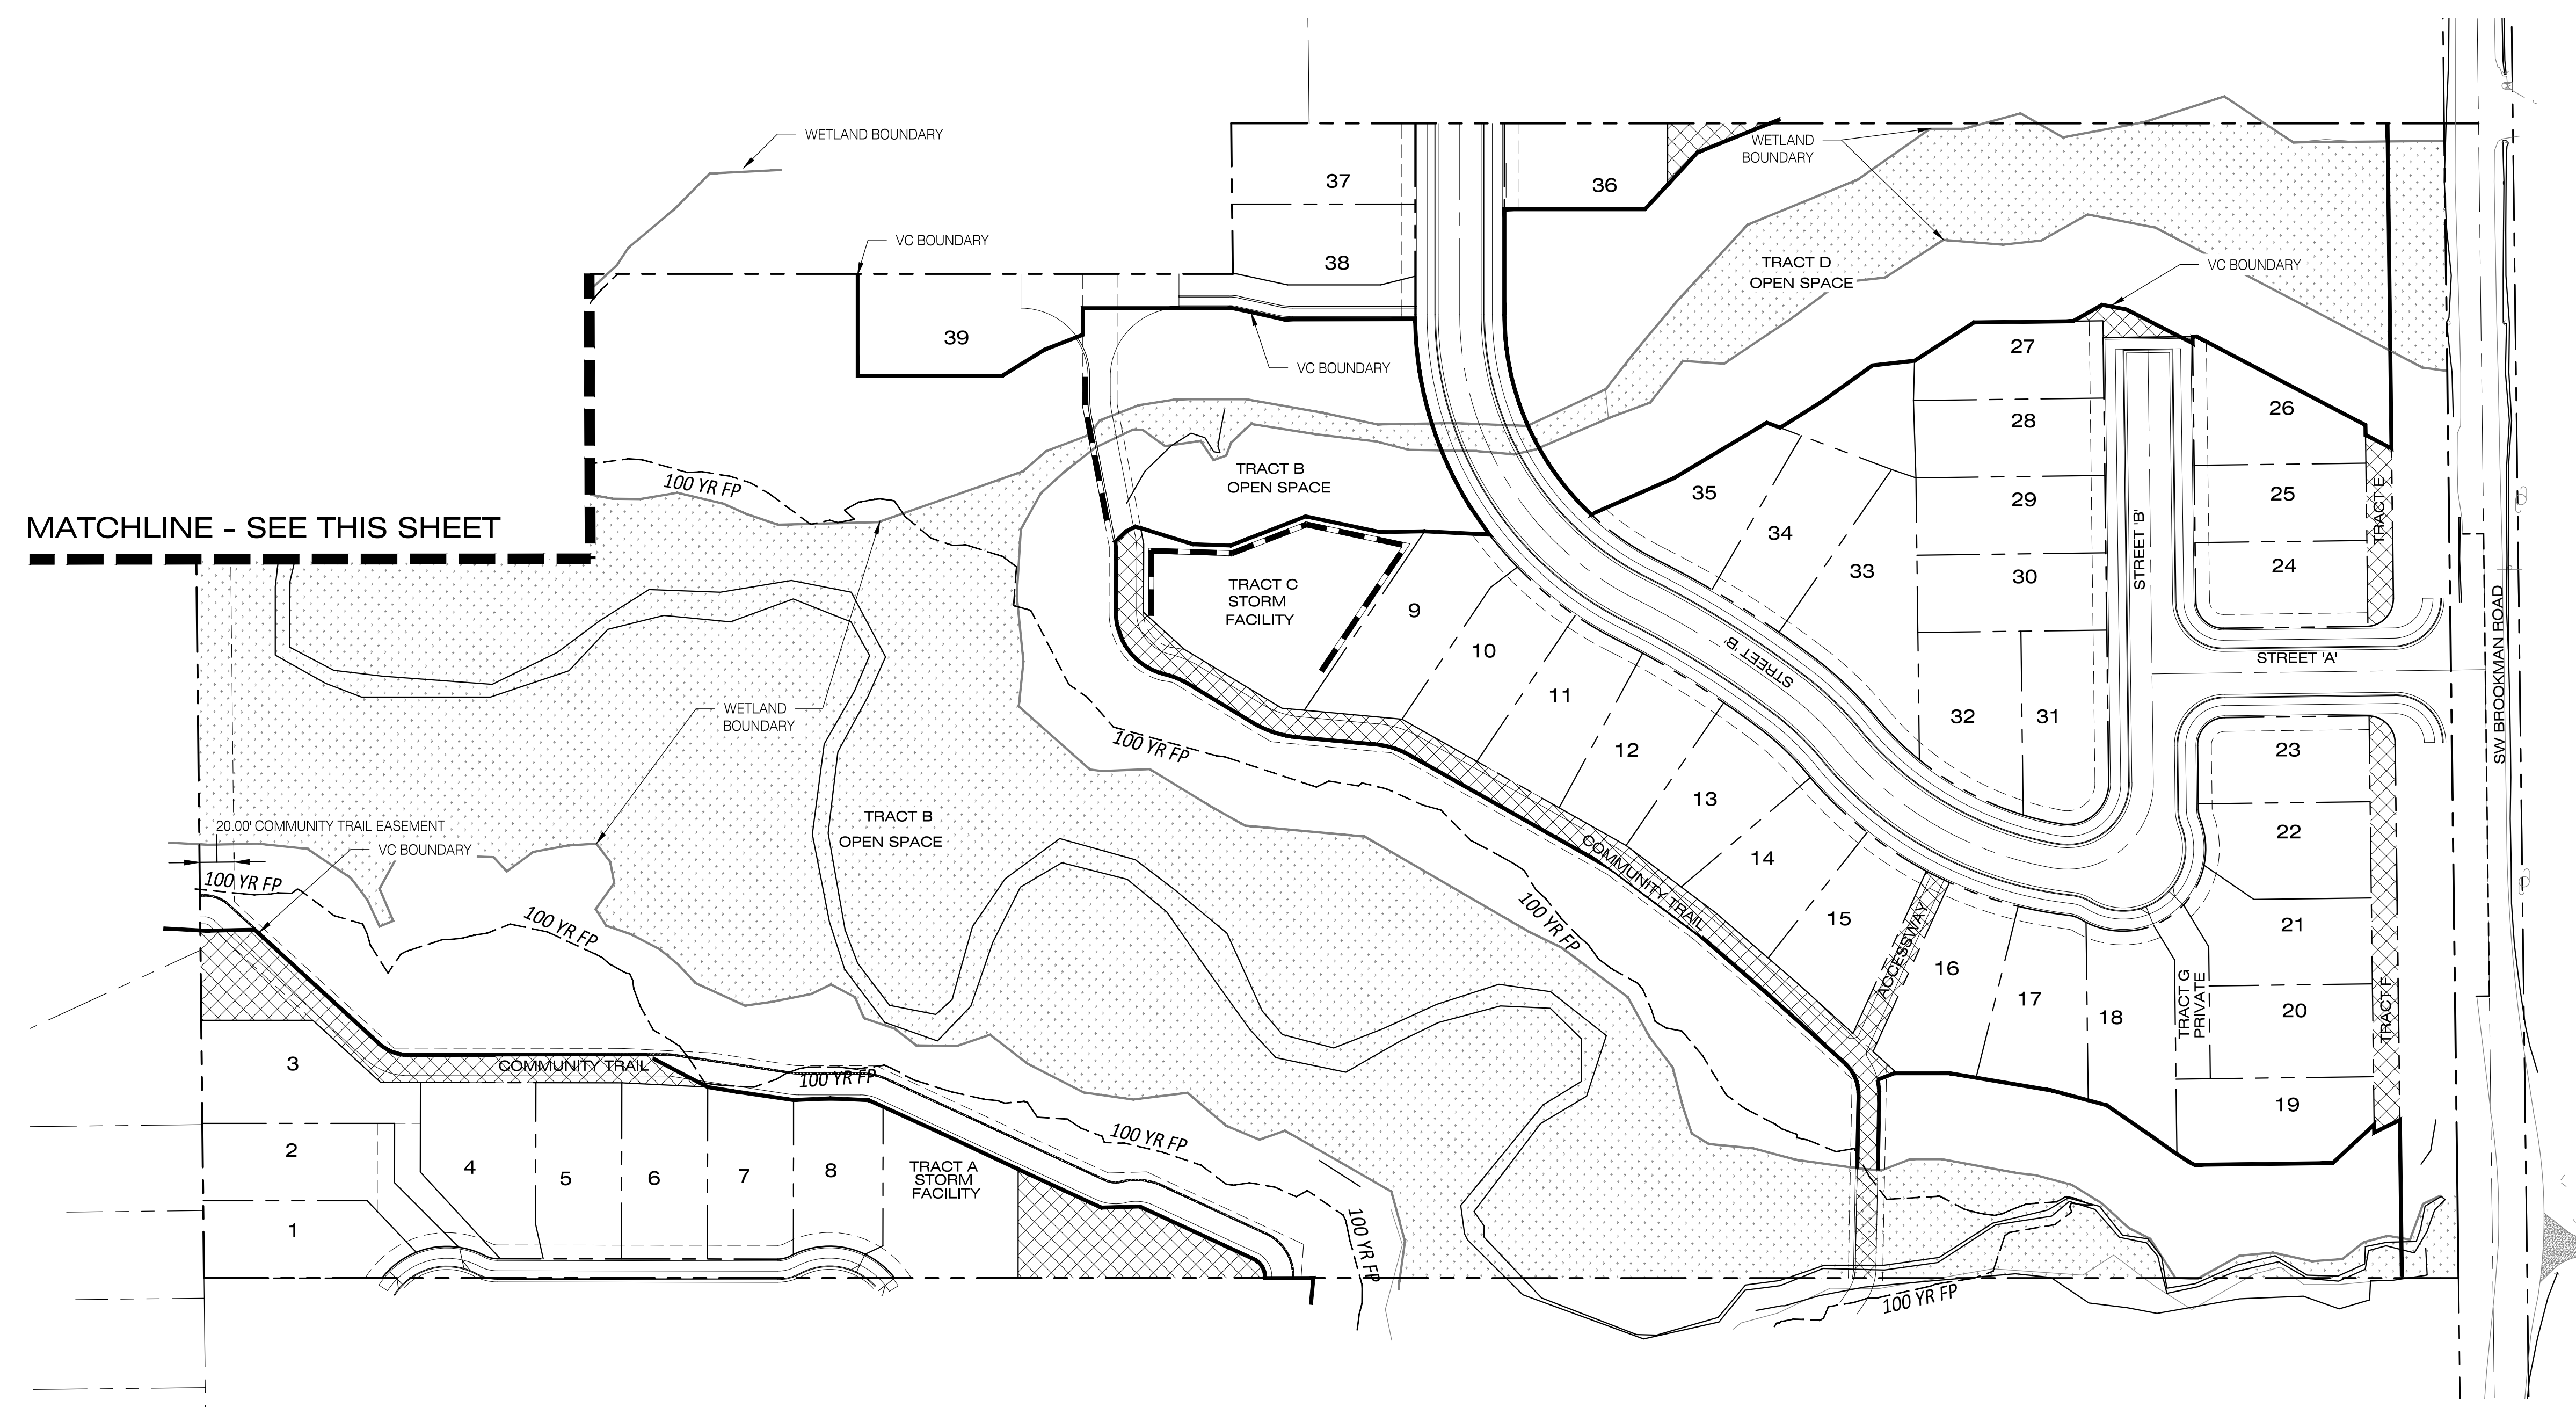 WETLAND BOUNDARY
VC BOUNDARY
37
38
36
WETLAND
BOUNDARY
TRACT D
OPEN SPACE
VC BOUNDARY
39
VC BOUNDARY
27
28
29
30
26
25
24
TRACT E
STREET 'B'
35
34
33
32
31
100 YR FP
TRACT B
OPEN SPACE
MATCHLINE - SEE THIS SHEET
TRACT C
STORM
FACILITY
9
10
11
12
13
14
15
STREET 'B'
STREET 'A'
SW BROOKMAN ROAD
WETLAND
BOUNDARY
100 YR FP
23
22
21
20
19
TRACT F
TRACT G
PRIVATE
16
17
18
ACCESSWAY
COMMUNITY TRAIL
100 YR FP
TRACT B
OPEN SPACE
20.00' COMMUNITY TRAIL EASEMENT
VC BOUNDARY
100 YR FP
100 YR FP
3
COMMUNITY TRAIL
100 YR FP
2
1
4
5
6
7
8
TRACT A
STORM
FACILITY
100 YR FP
100 YR FP
100 YR FP